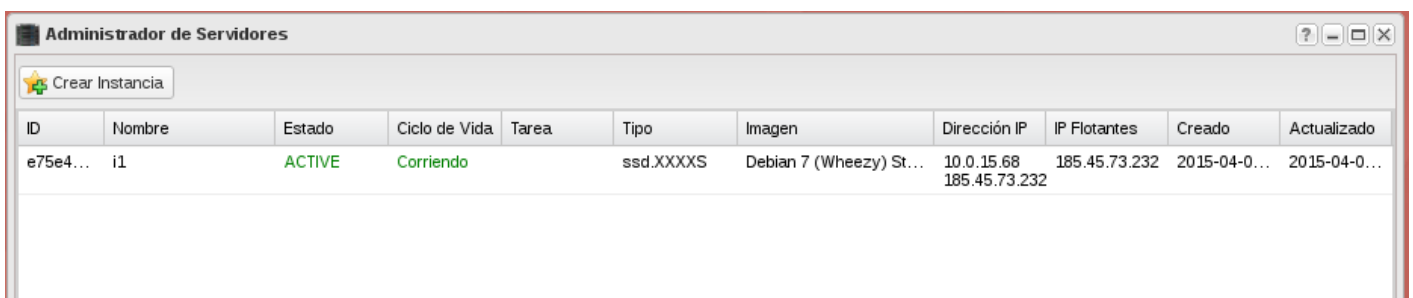 Administrador de Servidores
Crear Instancia
ID Nombre Estado Ciclo de Vida Tarea Tipo Imagen Dirección IP IP Flotantes Creado Actualizado
e75e4... i1 ACTIVE Corriendo ssd.XXXXS Debian 7 (Wheezy) St... 10.0.15.68 185.45.73.232 2015-04-0... 2015-04-0...
185.45.73.232